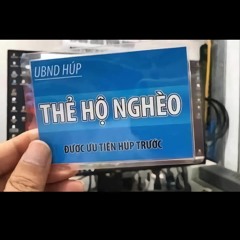 UBND HÚP
THẺ HỘ NGHÈO
ĐƯỢC ƯU TIÊN HÚP TRƯỚC